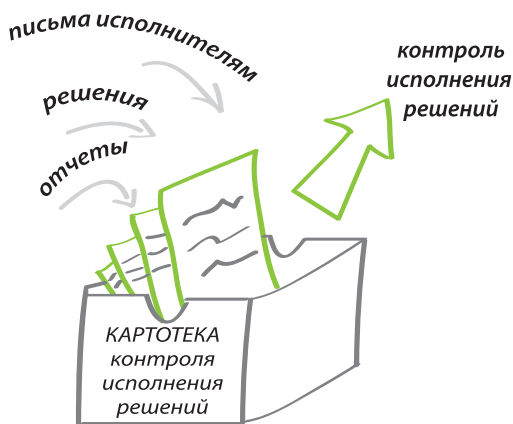 письма исполнителям
решения
отчеты
контроль
исполнения
решений
КАРТОТЕКА
контроля
исполнения
решений